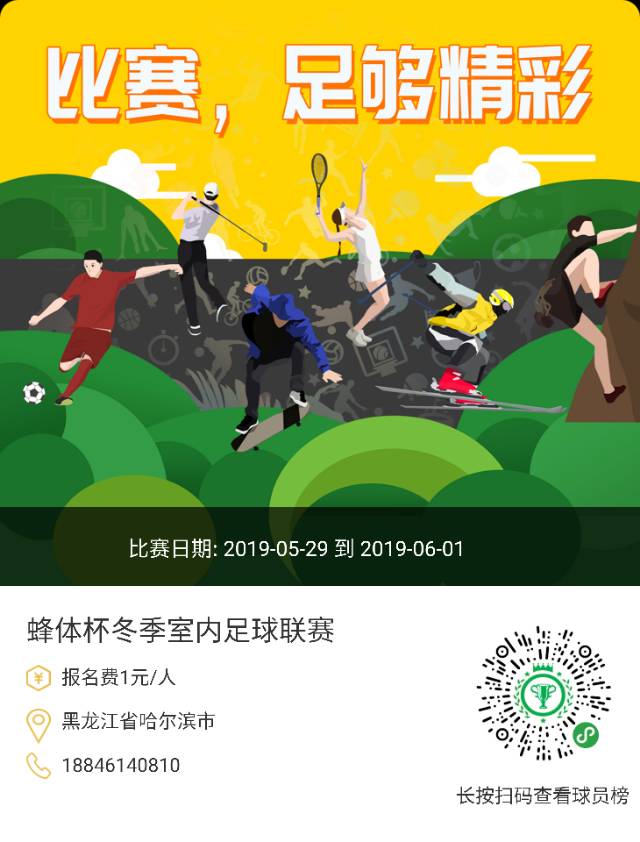 比赛，足够精彩
比赛日期: 2019-05-29 到 2019-06-01
蜂体杯冬季室内足球联赛
报名费1元/人
黑龙江省哈尔滨市
18846140810
长按扫码查看球员榜